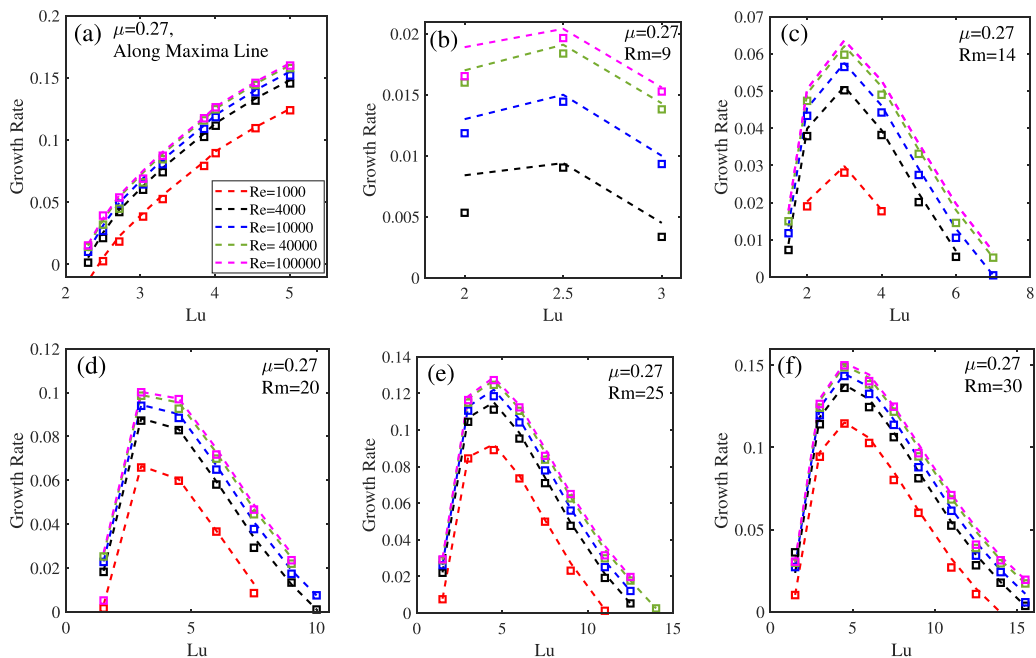 (a)
μ=0.27,
Along Maxima Line
Growth Rate
0.2
0.15
0.1
0.05
0
2
3
4
5
Lu
Re=1000
Re=4000
Re=10000
Re= 40000
Re=100000
(b)
μ=0.27
Rm=9
Growth Rate
0.02
0.015
0.01
0.005
0
2
2.5
3
Lu
(c)
μ=0.27
Rm=14
Growth Rate
0.07
0.06
0.05
0.04
0.03
0.02
0.01
0
2
4
6
8
Lu
(d)
μ=0.27
Rm=20
Growth Rate
0.12
0.1
0.08
0.06
0.04
0.02
0
0
5
10
Lu
(e)
μ=0.27
Rm=25
Growth Rate
0.14
0.12
0.1
0.08
0.06
0.04
0.02
0
0
5
10
15
Lu
(f)
μ=0.27
Rm=30
Growth Rate
0.15
0.1
0.05
0
0
5
10
15
Lu